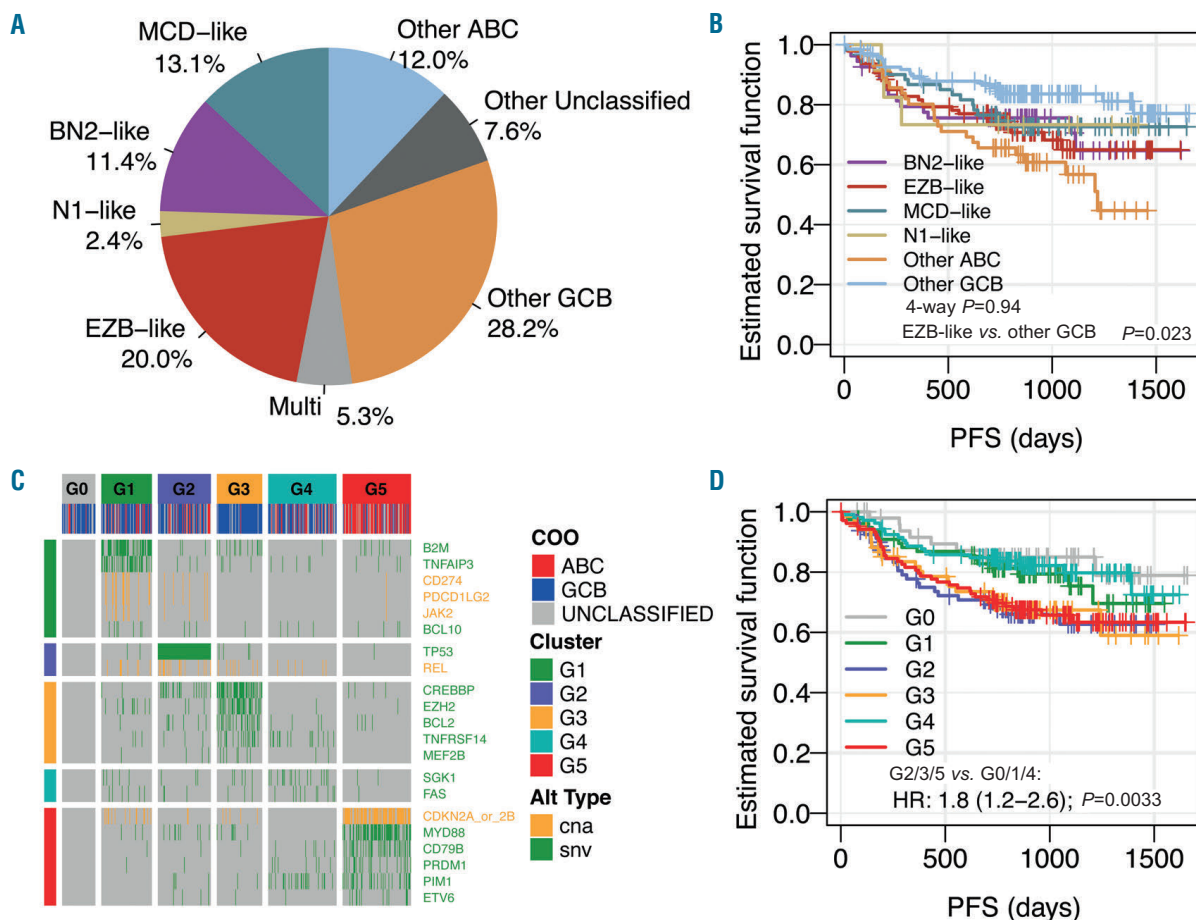 A
MCD–like
13.1%
Other ABC
12.0%
Other Unclassified
7.6%
BN2–like
11.4%
N1–like
2.4%
Other GCB
28.2%
EZB–like
20.0%
Multi
5.3%
B
Estimated survival function
1.0
0.8
0.6
0.4
0.2
0.0
BN2–like
EZB–like
MCD–like
N1–like
Other ABC
Other GCB
4-way P=0.94
EZB-like vs. other GCB P=0.023
0 500 1000 1500
PFS (days)
C
G0 G1 G2 G3 G4 G5
B2M
TNFAIP3
CD274
PDCD1LG2
JAK2
BCL10
TP53
REL
CREBBP
EZH2
BCL2
TNFRSF14
MEF2B
SGK1
FAS
CDKN2A_or_2B
MYD88
CD79B
PRDM1
PIM1
ETV6
COO
ABC
GCB
UNCLASSIFIED
Cluster
G1
G2
G3
G4
G5
Alt Type
cna
snv
D
Estimated survival function
1.0
0.8
0.6
0.4
0.2
0.0
G0
G1
G2
G3
G4
G5
G2/3/5 vs. G0/1/4:
HR: 1.8 (1.2–2.6); P=0.0033
0 500 1000 1500
PFS (days)